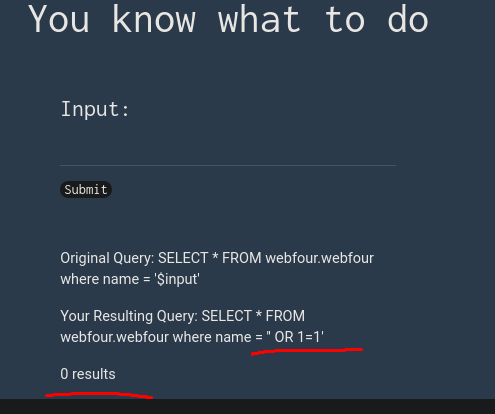 You know what to do
Input:
Submit
Original Query: SELECT * FROM webfour.webfour
where name = '$input'
Your Resulting Query: SELECT * FROM
webfour.webfour where name = '' OR 1=1'
0 results